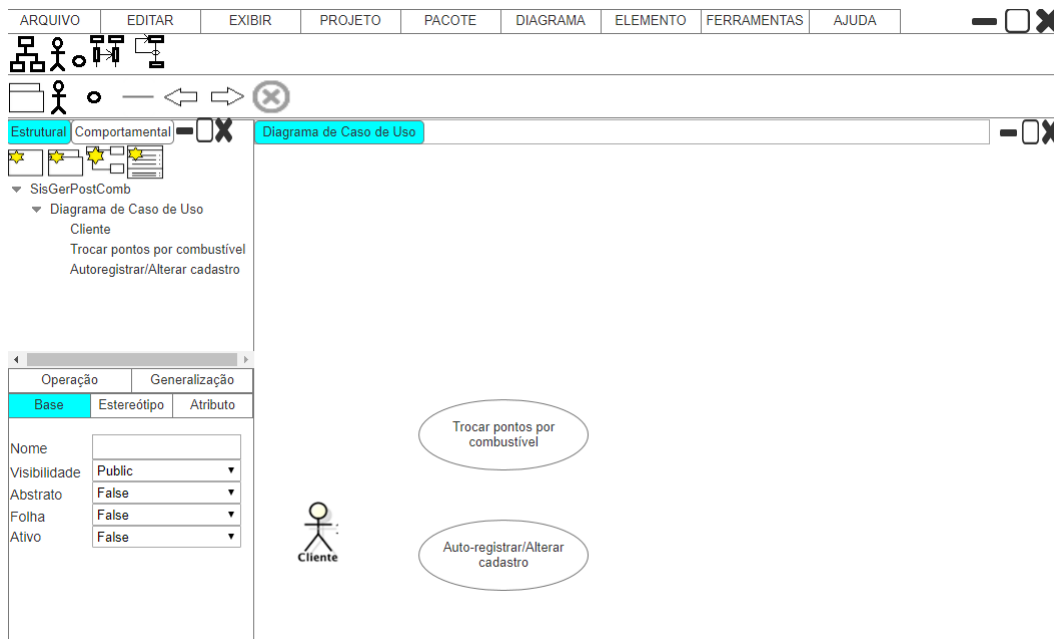 ARQUIVO EDITAR EXIBIR PROJETO PACOTE DIAGRAMA ELEMENTO FERRAMENTAS AJUDA
Estrutural Comportamental
Diagrama de Caso de Uso
SisGerPostComb
Diagrama de Caso de Uso
Cliente
Trocar pontos por combustível
Autoregistrar/Alterar cadastro
Operação Generalização
Base Estereótipo Atributo
Nome
Visibilidade Public
Abstrato False
Folha False
Ativo False
Trocar pontos por
combustível
Cliente
Auto-registrar/Alterar
cadastro